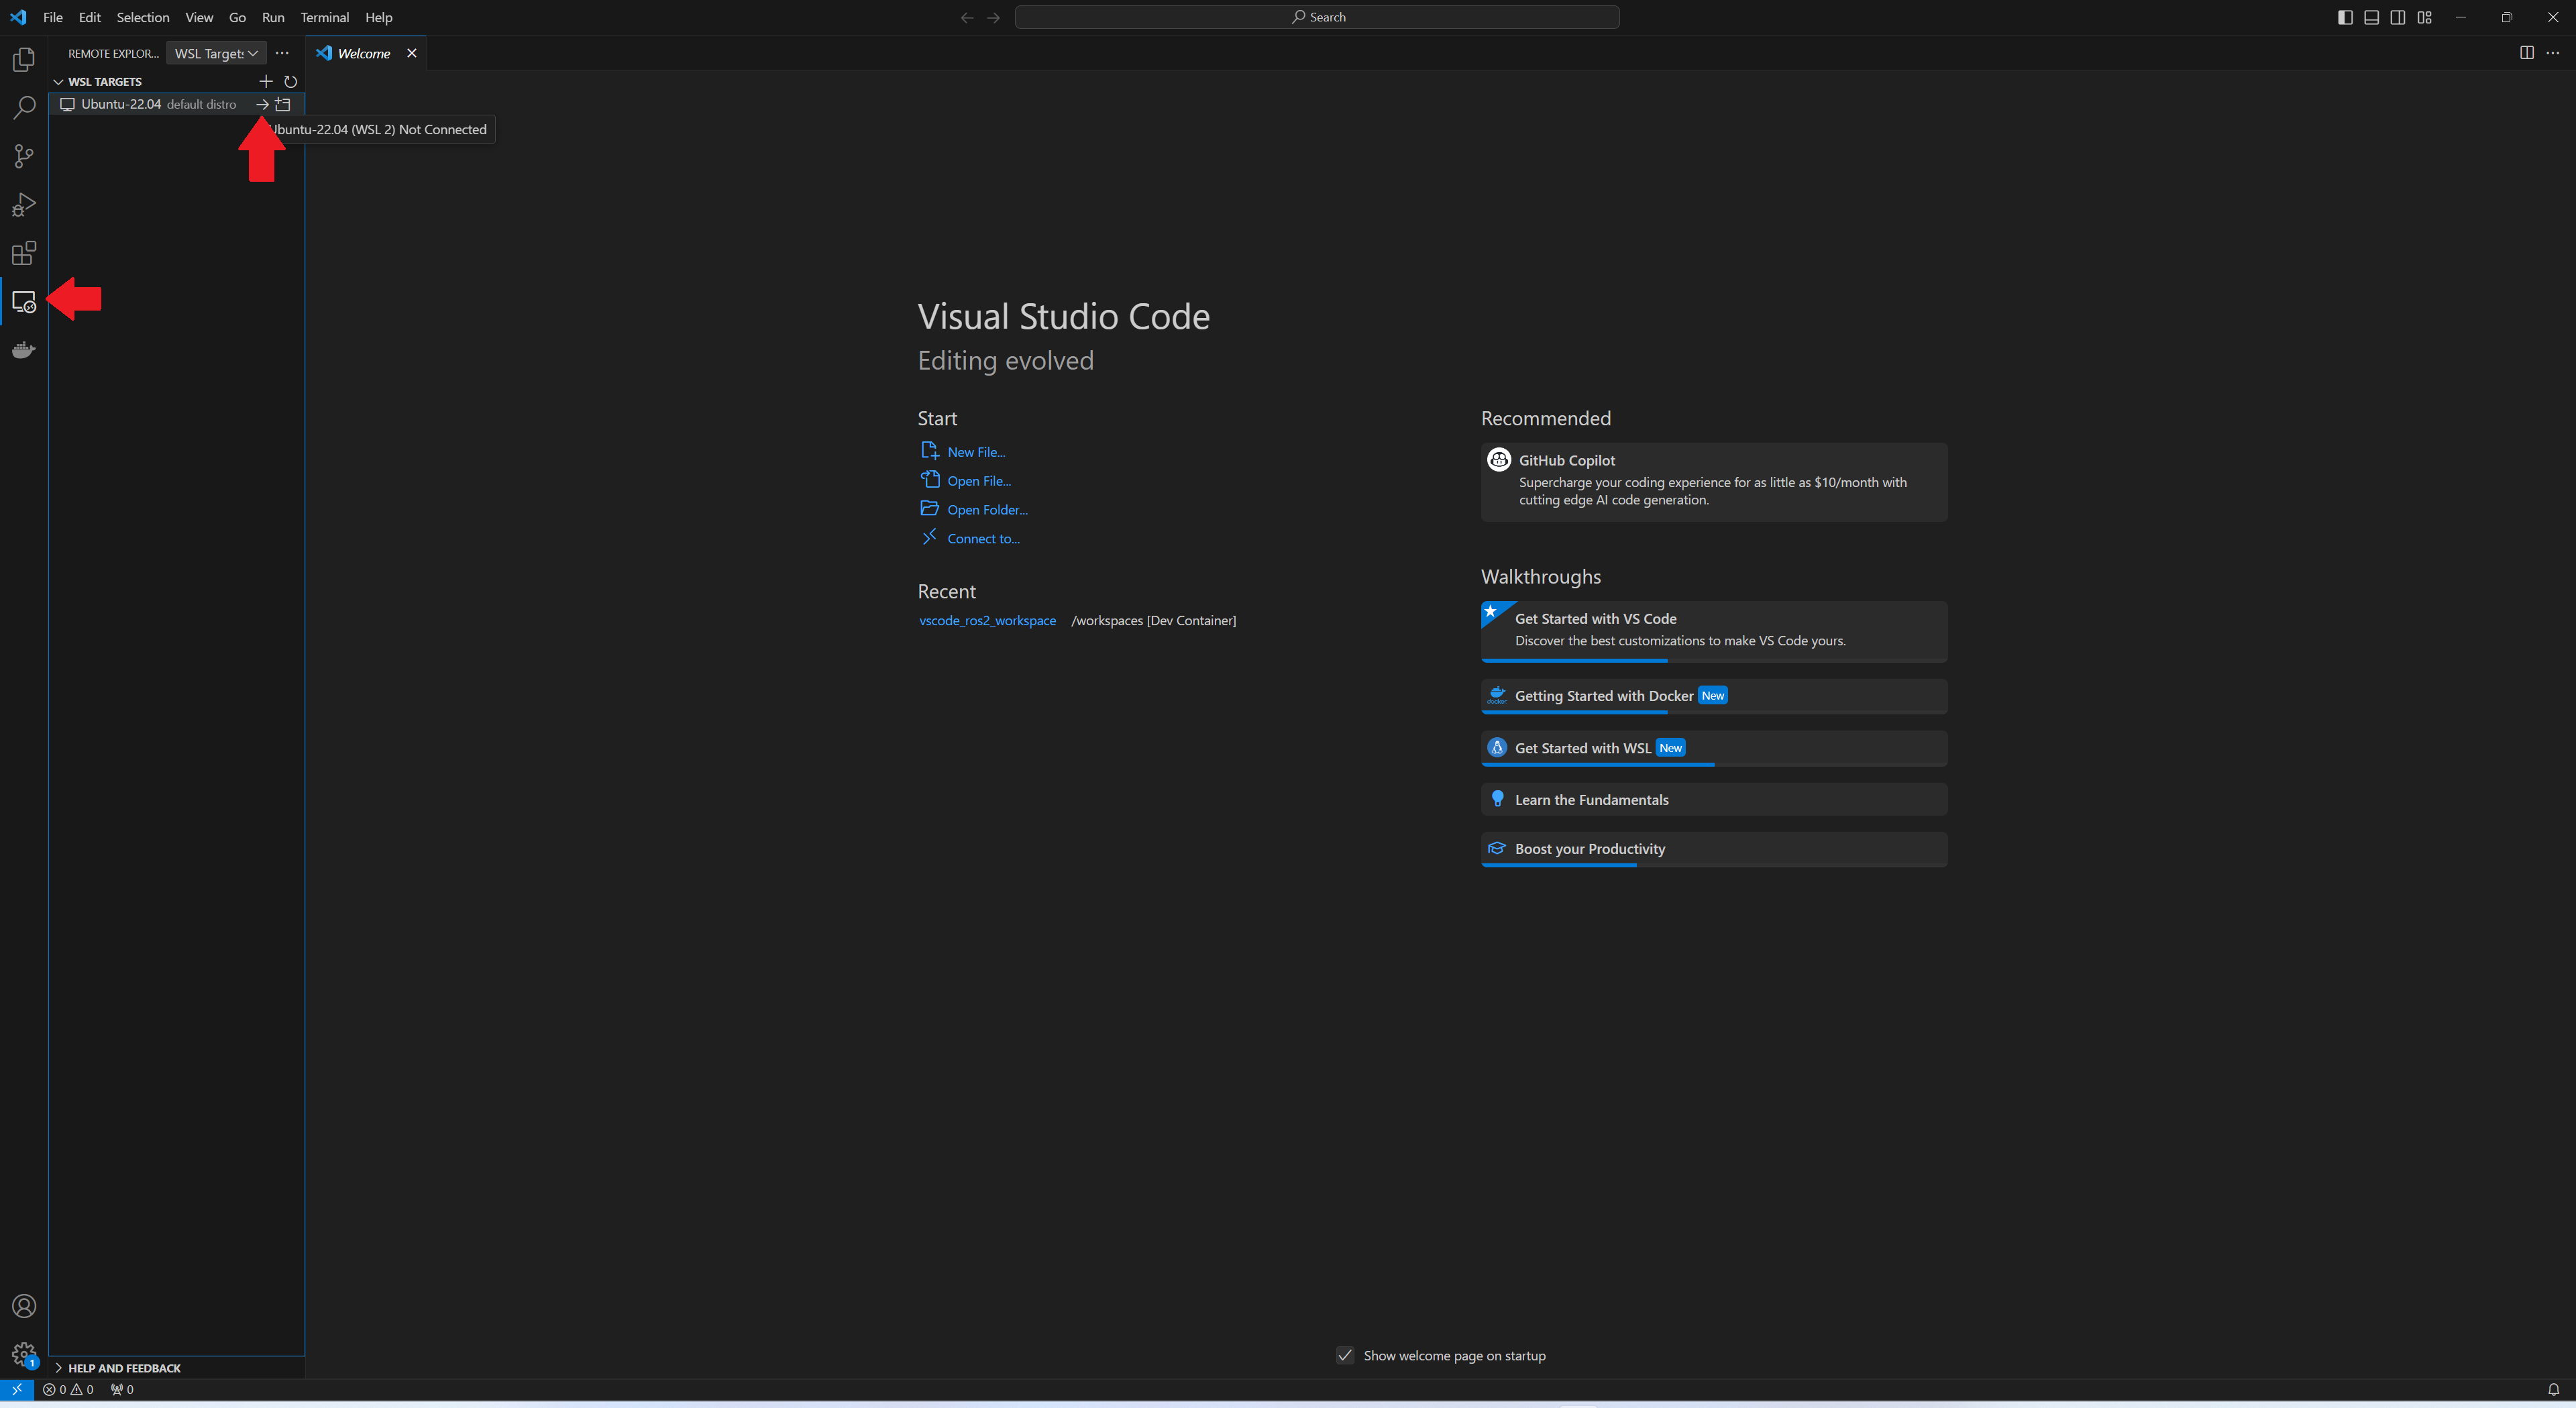 File Edit Selection View Go Run Terminal Help
Search
REMOTE EXPLOR...
WSL Target
Welcome
WSL TARGETS
Ubuntu-22.04 default distro
Ubuntu-22.04 (WSL 2) Not Connected
Visual Studio Code
Editing evolved
Start
New File...
Open File...
Open Folder...
Connect to...
Recent
vscode_ros2_workspace /workspaces [Dev Container]
Recommended
GitHub Copilot
Supercharge your coding experience for as little as $10/month with
cutting edge AI code generation.
Walkthroughs
Get Started with VS Code
Discover the best customizations to make VS Code yours.
docker
Getting Started with Docker New
Get Started with WSL New
Learn the Fundamentals
Boost your Productivity
Show welcome page on startup
1
HELP AND FEEDBACK
0 0 0